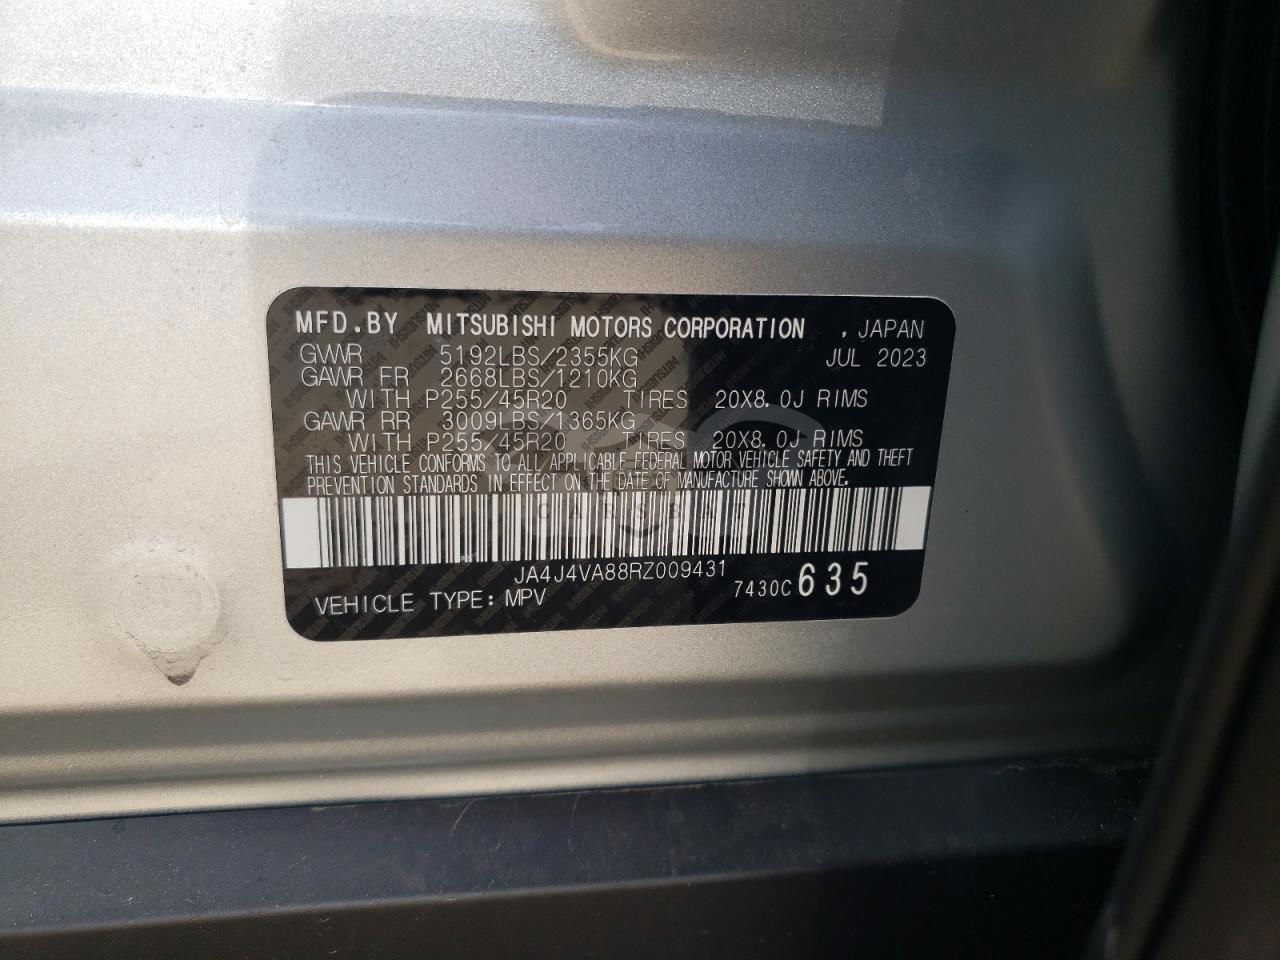 MFD.BY MITSUBISHI MOTORS CORPORATION , JAPAN
GVWR 5192LBS/2355KG JUL 2023
GAWR FR 2668LBS/1210KG
WITH P255/45R20 TIRES 20X8.0J RIMS
GAWR RR 3009LBS/1365KG
WITH P255/45R20 TIRES 20X8.0J RIMS
THIS VEHICLE CONFORMS TO ALL APPLICABLE FEDERAL MOTOR VEHICLE SAFETY AND THEFT
PREVENTION STANDARDS IN EFFECT ON THE DATE OF MANUFACTURE SHOWN ABOVE.
JA4J4VA88RZ009431
VEHICLE TYPE: MPV 7430C 635